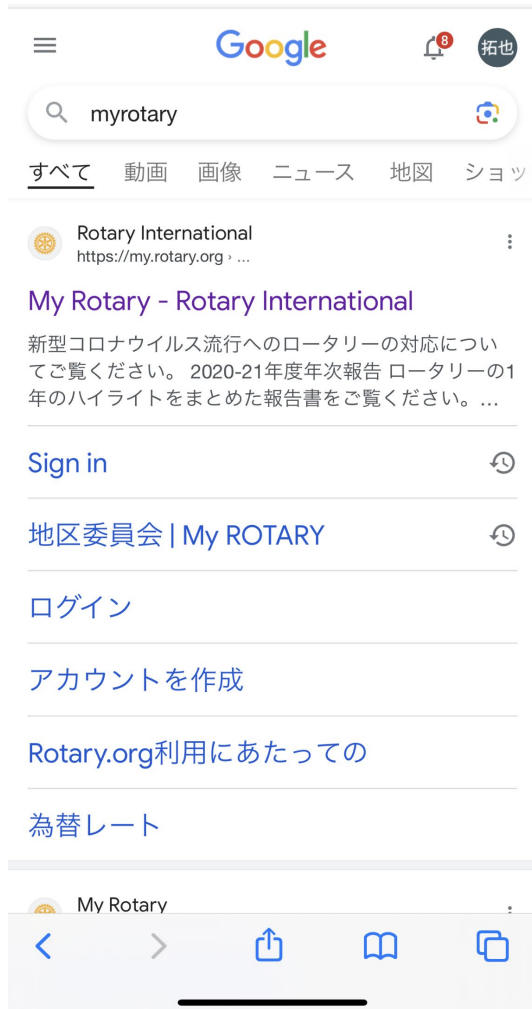 Google
8
拓也
myrotary
すべて 動画 画像 ニュース 地図 ショッ
Rotary International
https://my.rotary.org › ...
My Rotary - Rotary International
新型コロナウイルス流行へのロータリーの対応につい
てご覧ください。 2020-21年度年次報告 ロータリーの1
年のハイライトをまとめた報告書をご覧ください。...
Sign in
地区委員会 | My ROTARY
ログイン
アカウントを作成
Rotary.org利用にあたっての
為替レート
My Rotary